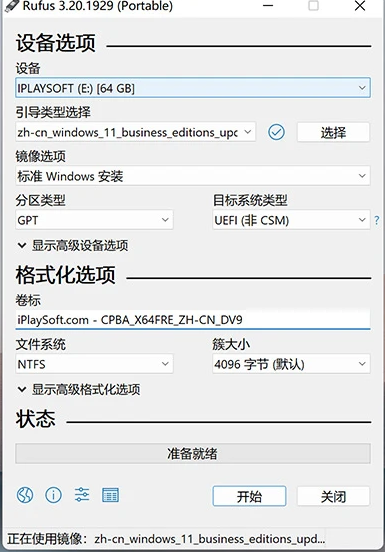 Rufus 3.20.1929 (Portable)
设备选项
设备
IPLAYSOFT (E:) [64 GB]
引导类型选择
zh-cn_windows_11_business_editions_upd
选择
镜像选项
标准 Windows 安装
分区类型
目标系统类型
GPT
UEFI (非 CSM)
?
显示高级设备选项
格式化选项
卷标
iPlaySoft.com - CPBA_X64FRE_ZH-CN_DV9
文件系统
簇大小
NTFS
4096 字节 (默认)
显示高级格式化选项
状态
准备就绪
开始
关闭
正在使用镜像：zh-cn_windows_11_business_editions_upd...